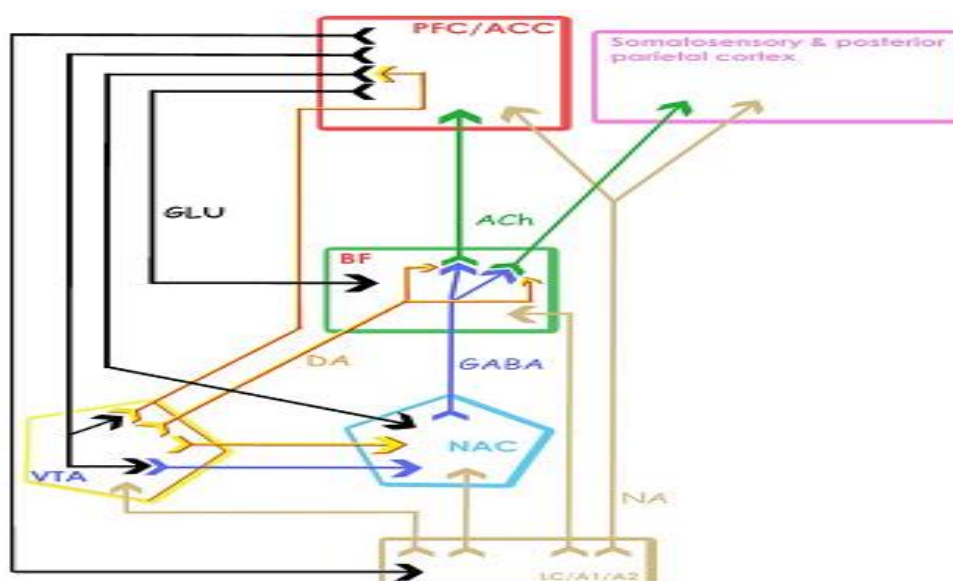 PFC/ACC
Somatosensory & posterior
parietal cortex
GLU
ACh
BF
DA
GABA
NAC
VTA
NA
LC/A1/A2